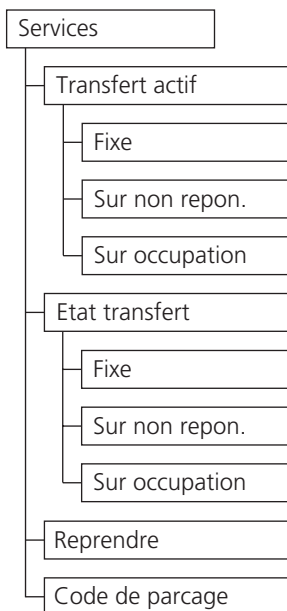 Services
Transfert actif
Fixe
Sur non repon.
Sur occupation
Etat transfert
Fixe
Sur non repon.
Sur occupation
Reprendre
Code de parcage